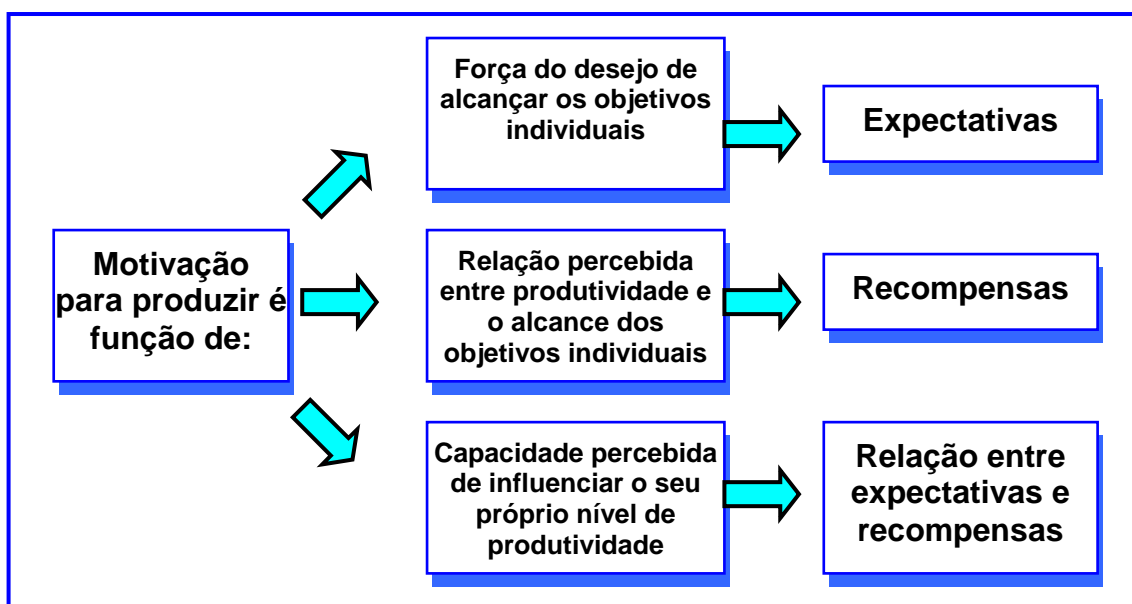 Motivação
para produzir é
função de:
Força do desejo de
alcançar os objetivos
individuais
Expectativas
Relação percebida
entre produtividade e
o alcance dos
objetivos individuais
Recompensas
Capacidade percebida
de influenciar o seu
próprio nível de
produtividade
Relação entre
expectativas e
recompensas